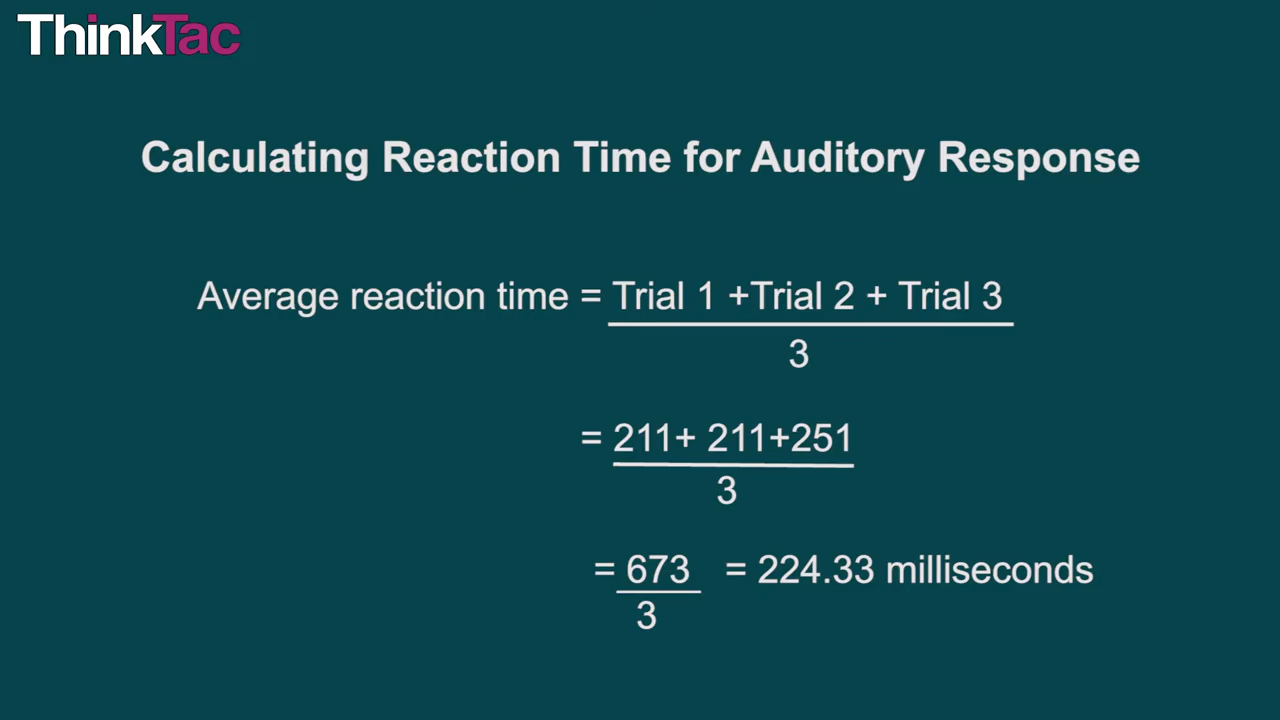 ThinkTac
Calculating Reaction Time for Auditory Response
Average reaction time = Trial 1 +Trial 2 + Trial 3
3
= 211+ 211+251
3
= 673 = 224.33 milliseconds
3